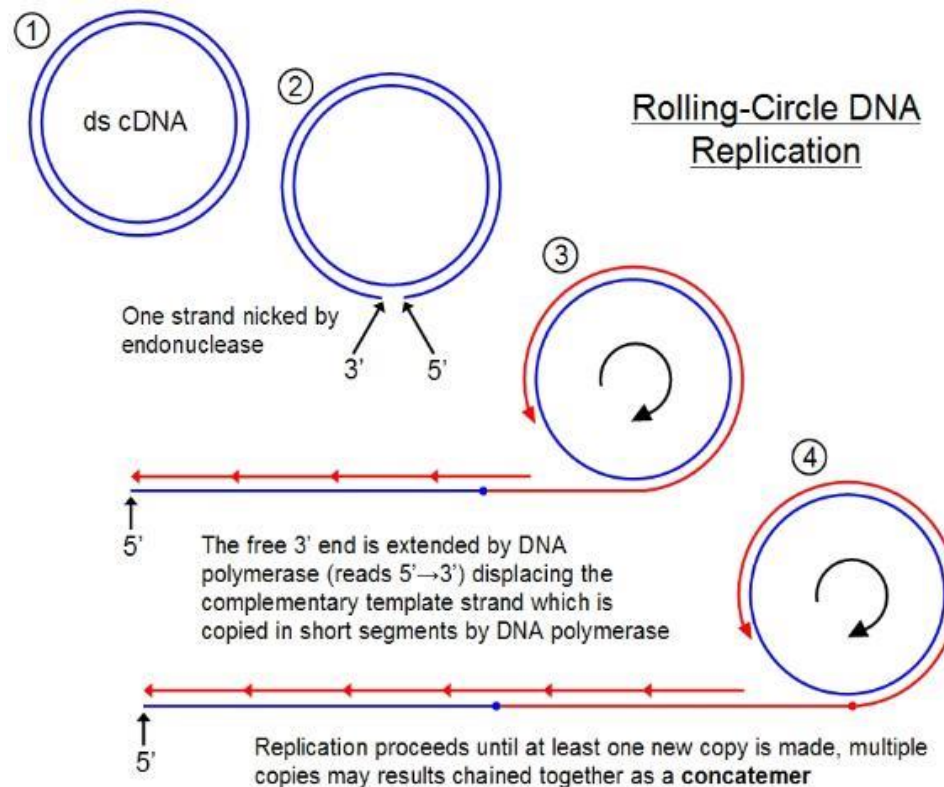 ①
ds cDNA
②
Rolling-Circle DNA
Replication
One strand nicked by
endonuclease
3’
5’
③
5’
The free 3’ end is extended by DNA
polymerase (reads 5’→3’) displacing the
complementary template strand which is
copied in short segments by DNA polymerase
④
5’
Replication proceeds until at least one new copy is made, multiple
copies may results chained together as a concatemer